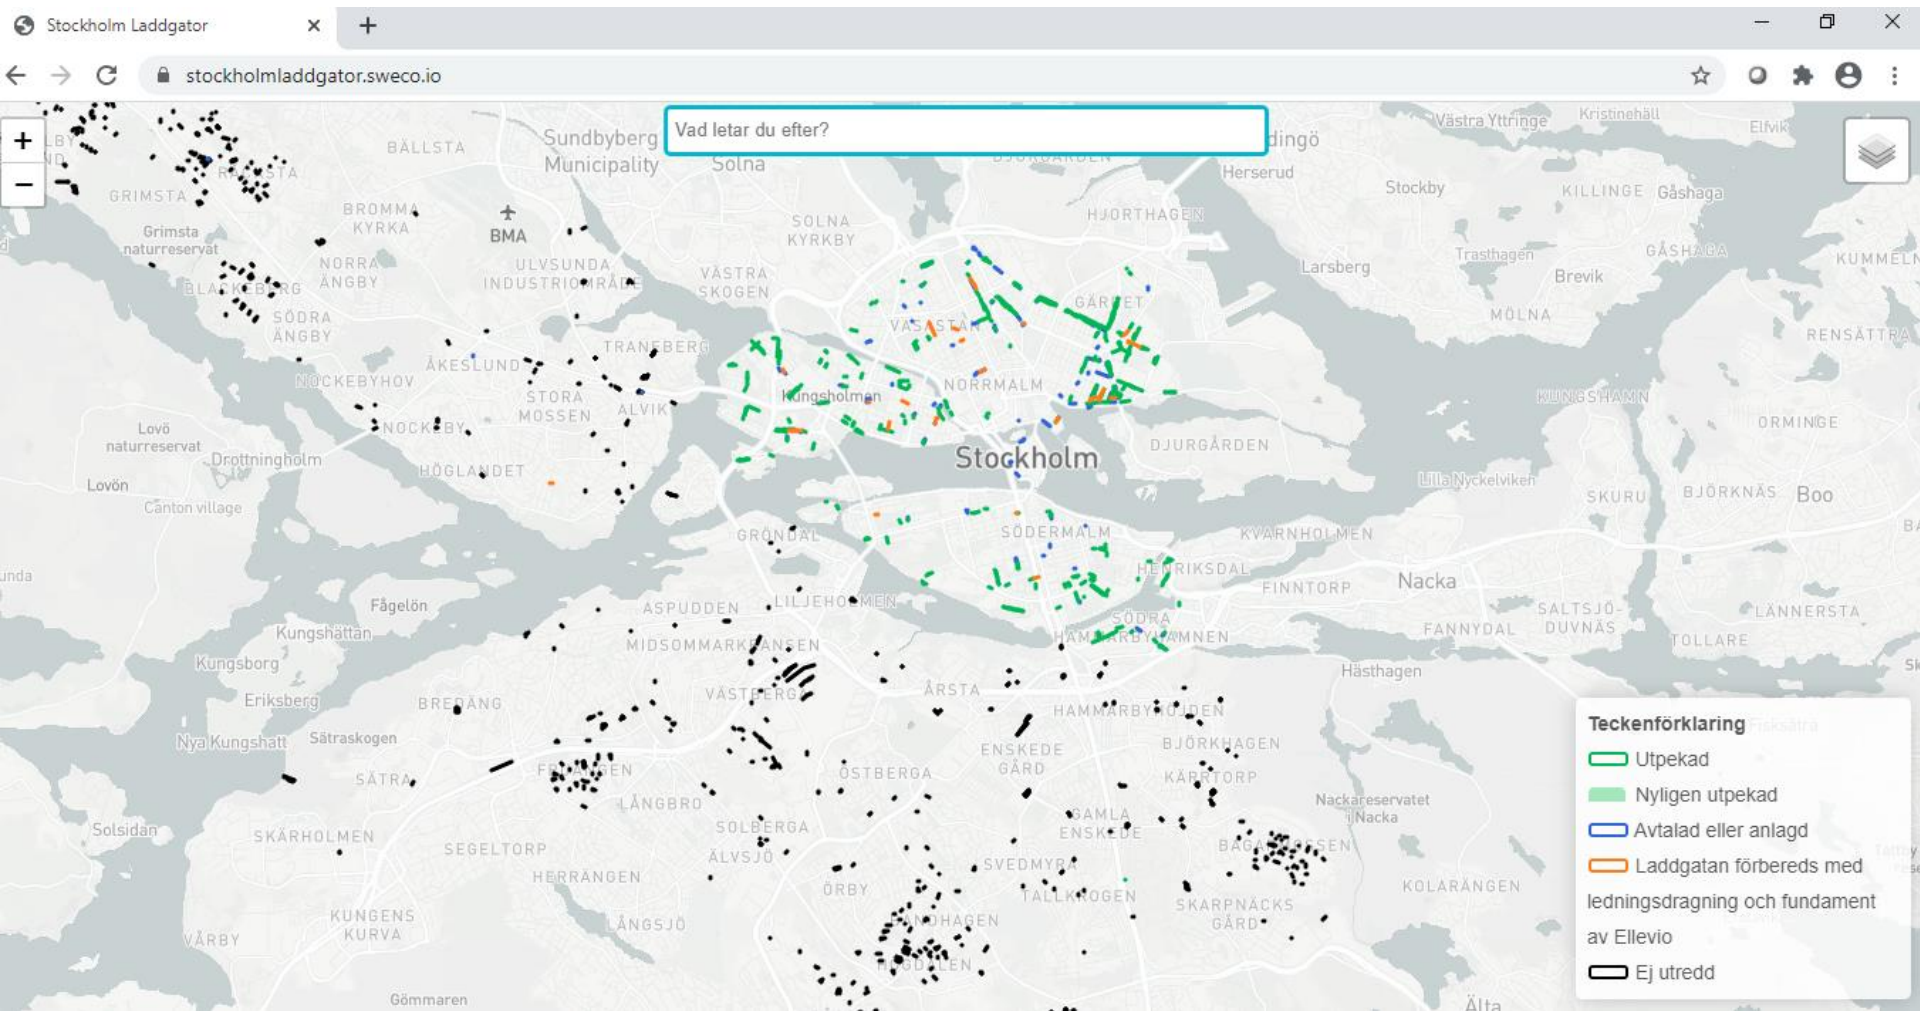 Stockholm Laddgator
stockholmladdgator.sweco.io
Vad letar du efter?
+
−
Sundbyberg
Municipality
Solna
BÄLLSTA
GRIMSTA
Grimsta
naturreservat
BROMMA
KYRKA
BMA
NORRA
ÄNGBY
ULVSUNDA
INDUSTRIOMRÅDE
BLACKEBERG
SÖDRA
ÄNGBY
SOLNA
KYRKBY
VÄSTRA
SKOGEN
HJORTHAGEN
Herserud
Västra Yttringe
Kristinehäll
Elfvik
Stockby
KILLINGE
Gåshaga
GÅSHAGA
Trasthagen
Larsberg
Brevik
MÖLNA
RENSÄTTRA
GÄRDET
VASASTAN
TRANEBERG
ÅKESLUND
NOCKEBYHOV
STORA
MOSSEN
ALVIK
NOCKEBY
Kungsholmen
NORRMALM
Stockholm
DJURGÅRDEN
KUNGSHAMN
ORMINGE
Lovö
naturreservat
Drottningholm
Lovön
Canton village
HÖGLANDET
Lilla Nyckelviken
SKURU
BJÖRKNÄS
Boo
GRÖNDAL
SÖDERMALM
KVARNHOLMEN
HENRIKSDAL
FINNTORP
Nacka
Fågelön
Kungshättan
ASPUDDEN
LILJEHOLMEN
MIDSOMMARKRANSEN
SÖDRA
HAMMARBYHAMNEN
SALTSJÖ-
DUVNÄS
FANNYDAL
LÄNNERSTA
TOLLARE
Kungsborg
Eriksberg
Hästhagen
BREDÄNG
VÄSTBERGA
ÅRSTA
HAMMARBYHÖJDEN
Nya Kungshatt
Sätraskogen
ENSKEDE
GÅRD
BJÖRKHAGEN
SÄTRA
FRUÄNGEN
ÖSTBERGA
KÄRRTORP
LÅNGBRO
Nackareservatet
i Nacka
Solsidan
SKÄRHOLMEN
SEGELTORP
SOLBERGA
ÄLVSJÖ
GAMLA
ENSKEDE
BAGARMOSSEN
HERRÄNGEN
SVEDMYRA
ÖRBY
TALLKROGEN
KOLARÄNGEN
KUNGENS
KURVA
LÅNGSJÖ
BANDHAGEN
SKARPNÄCKS
GÅRD
VÅRBY
HÖGDALEN
Gömmaren
Älta
Teckenförklaring
Utpekad
Nyligen utpekad
Avtalad eller anlagd
Laddgatan förbereds med
ledningsdragning och fundament
av Ellevio
Ej utredd